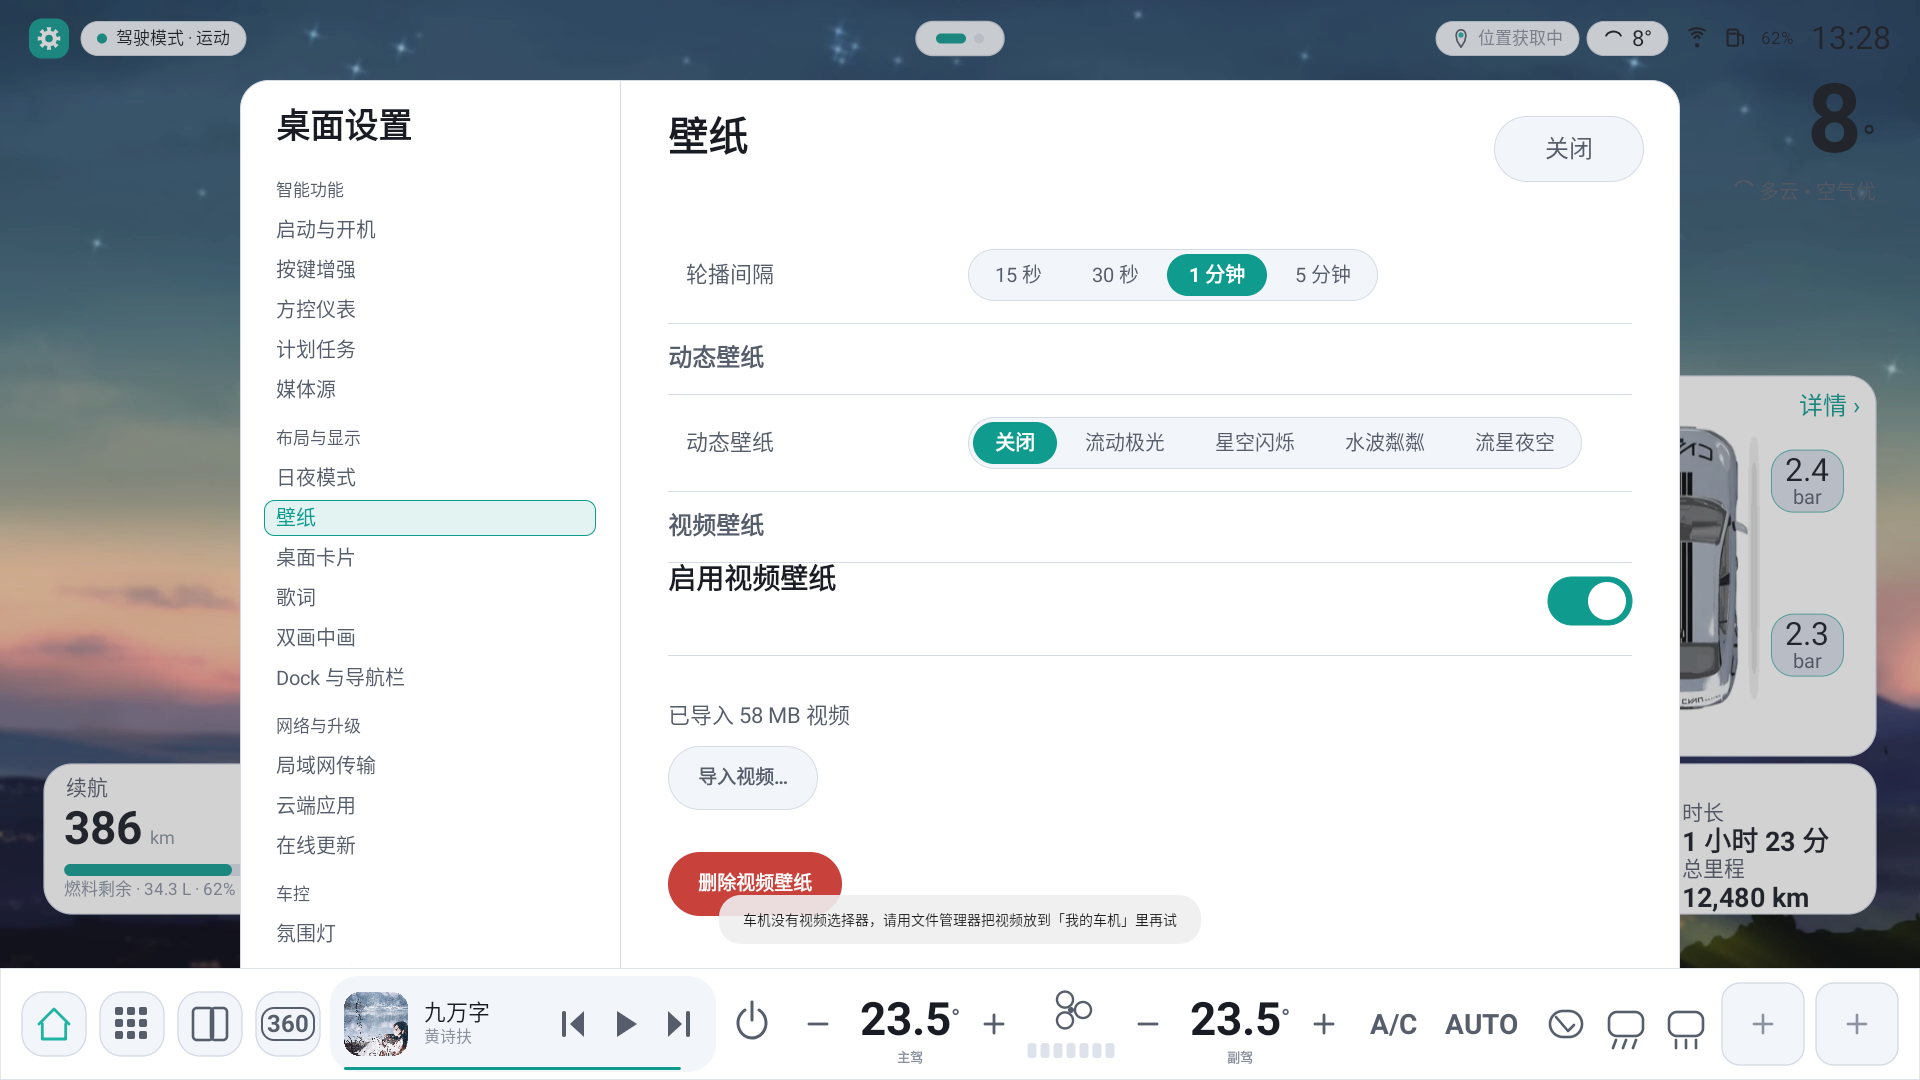 驾驶模式 · 运动
位置获取中
8°
62%
13:28
8°
多云 · 空气优
桌面设置
智能功能
启动与开机
按键增强
方控仪表
计划任务
媒体源
布局与显示
日夜模式
壁纸
桌面卡片
歌词
双画中画
Dock 与导航栏
网络与升级
局域网传输
云端应用
在线更新
车控
氛围灯
壁纸
关闭
轮播间隔
15 秒
30 秒
1 分钟
5 分钟
动态壁纸
动态壁纸
关闭
流动极光
星空闪烁
水波粼粼
流星夜空
视频壁纸
启用视频壁纸
已导入 58 MB 视频
导入视频...
删除视频壁纸
车机没有视频选择器，请用文件管理器把视频放到「我的车机」里再试
续航
386 km
燃料剩余 · 34.3 L · 62%
详情 ›
2.4
bar
2.3
bar
时长
1 小时 23 分
总里程
12,480 km
360
九万字
黄诗扶
23.5°
主驾
23.5°
副驾
A/C
AUTO